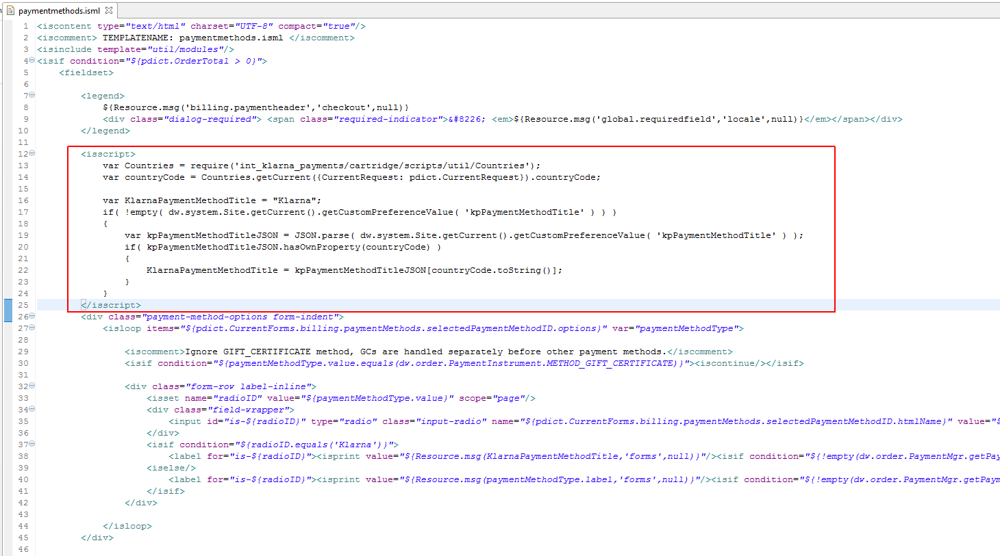 paymentmethods.isml
1 <iscontent type="text/html" charset="UTF-8" compact="true"/>
2 <iscomment> TEMPLATENAME: paymentmethods.isml </iscomment>
3 <isinclude template="util/modules"/>
4 <isif condition="${pdict.OrderTotal > 0}">
5     <fieldset>
6
7         <legend>
8             ${Resource.msg('billing.paymentheader','checkout',null)}
9             <div class="dialog-required"> <span class="required-indicator">&#8226; <em>${Resource.msg('global.requiredfield','locale',null)}</em></span></div>
10         </legend>
11
12         <isscript>
13             var Countries = require('int_klarna_payments/cartridge/scripts/util/Countries');
14             var countryCode = Countries.getCurrent({CurrentRequest: pdict.CurrentRequest}).countryCode;
15
16             var KlarnaPaymentMethodTitle = "Klarna";
17             if( !empty( dw.system.Site.getCurrent().getCustomPreferenceValue( 'kpPaymentMethodTitle' ) ) )
18             {
19                 var kpPaymentMethodTitleJSON = JSON.parse( dw.system.Site.getCurrent().getCustomPreferenceValue( 'kpPaymentMethodTitle' ) );
20                 if( kpPaymentMethodTitleJSON.hasOwnProperty(countryCode) )
21                 {
22                     KlarnaPaymentMethodTitle = kpPaymentMethodTitleJSON[countryCode.toString()];
23                 }
24             }
25         </isscript>
26         <div class="payment-method-options form-indent">
27             <isloop items="${pdict.CurrentForms.billing.paymentMethods.selectedPaymentMethodID.options}" var="paymentMethodType">
28
29                 <iscomment>Ignore GIFT_CERTIFICATE method, GCs are handled separately before other payment methods.</iscomment>
30                 <isif condition="${paymentMethodType.value.equals(dw.order.PaymentInstrument.METHOD_GIFT_CERTIFICATE)}"><iscontinue/></isif>
31
32                 <div class="form-row label-inline">
33                     <isset name="radioID" value="${paymentMethodType.value}" scope="page"/>
34                     <div class="field-wrapper">
35                         <input id="is-${radioID}" type="radio" class="input-radio" name="${pdict.CurrentForms.billing.paymentMethods.selectedPaymentMethodID.htmlName}" value="$
36                     </div>
37                     <isif condition="${radioID.equals('Klarna')}">
38                         <label for="is-${radioID}"><isprint value="${Resource.msg(KlarnaPaymentMethodTitle,'forms',null)}"/><isif condition="${!empty(dw.order.PaymentMgr.getPay
39                     <iselse/>
40                         <label for="is-${radioID}"><isprint value="${Resource.msg(paymentMethodType.label,'forms',null)}"/><isif condition="${!empty(dw.order.PaymentMgr.getPaym
41                     </isif>
42                 </div>
43
44             </isloop>
45         </div>
46